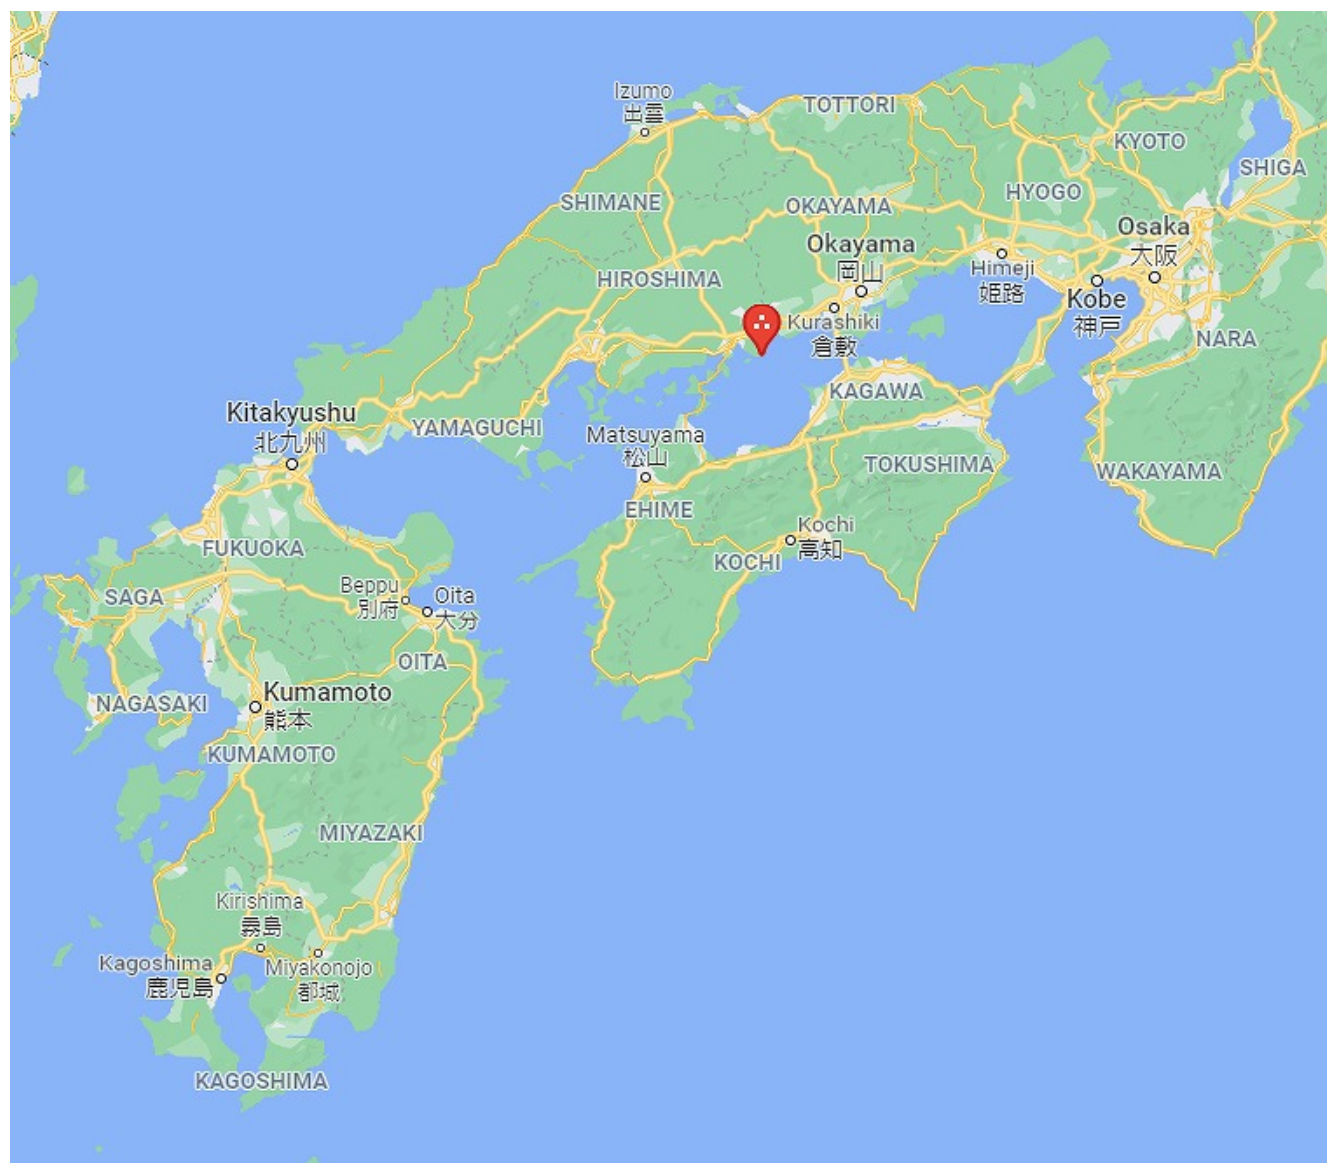 Izumo
出雲
TOTTORI
KYOTO
SHIGA
SHIMANE
HYOGO
OKAYAMA
Osaka
大阪
Okayama
岡山
HIROSHIMA
Himeji
姫路
Kobe
神戸
Kurashiki
倉敷
NARA
KAGAWA
Kitakyushu
北九州
YAMAGUCHI
Matsuyama
松山
TOKUSHIMA
WAKAYAMA
EHIME
Kochi
高知
FUKUOKA
KOCHI
Beppu
別府
Oita
大分
SAGA
OITA
Kumamoto
熊本
NAGASAKI
KUMAMOTO
MIYAZAKI
Kirishima
霧島
Kagoshima
鹿児島
Miyakonojo
都城
KAGOSHIMA